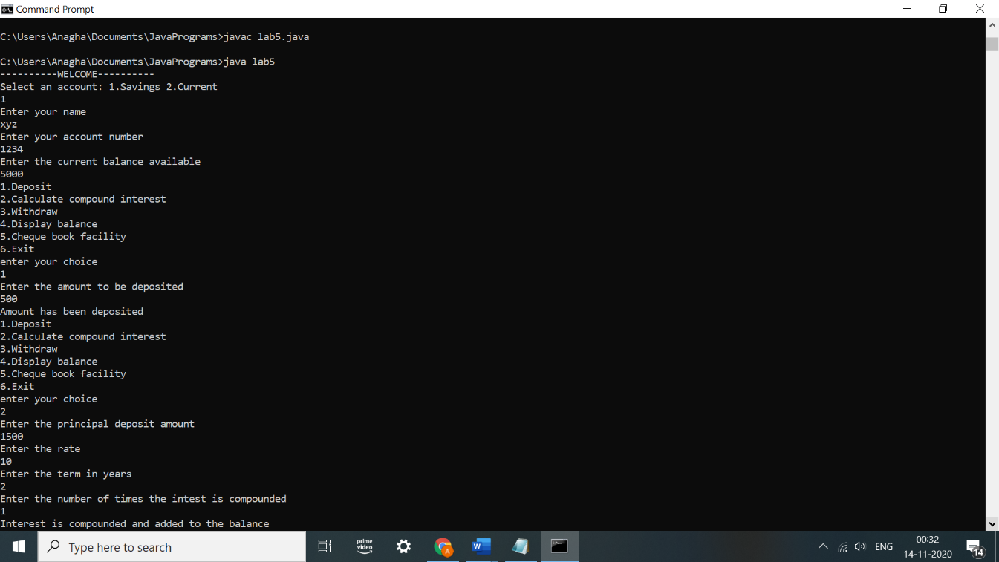 Command Prompt
C:\Users\Anagha\Documents\JavaPrograms>javac lab5.java
C:\Users\Anagha\Documents\JavaPrograms>java lab5
----------WELCOME----------
Select an account: 1.Savings 2.Current
1
Enter your name
xyz
Enter your account number
1234
Enter the current balance available
5000
1.Deposit
2.Calculate compound interest
3.Withdraw
4.Display balance
5.Cheque book facility
6.Exit
enter your choice
1
Enter the amount to be deposited
500
Amount has been deposited
1.Deposit
2.Calculate compound interest
3.Withdraw
4.Display balance
5.Cheque book facility
6.Exit
enter your choice
2
Enter the principal deposit amount
1500
Enter the rate
10
Enter the term in years
2
Enter the number of times the intest is compounded
1
Interest is compounded and added to the balance
Type here to search
prime video
A
W
ENG
00:32
14-11-2020
14